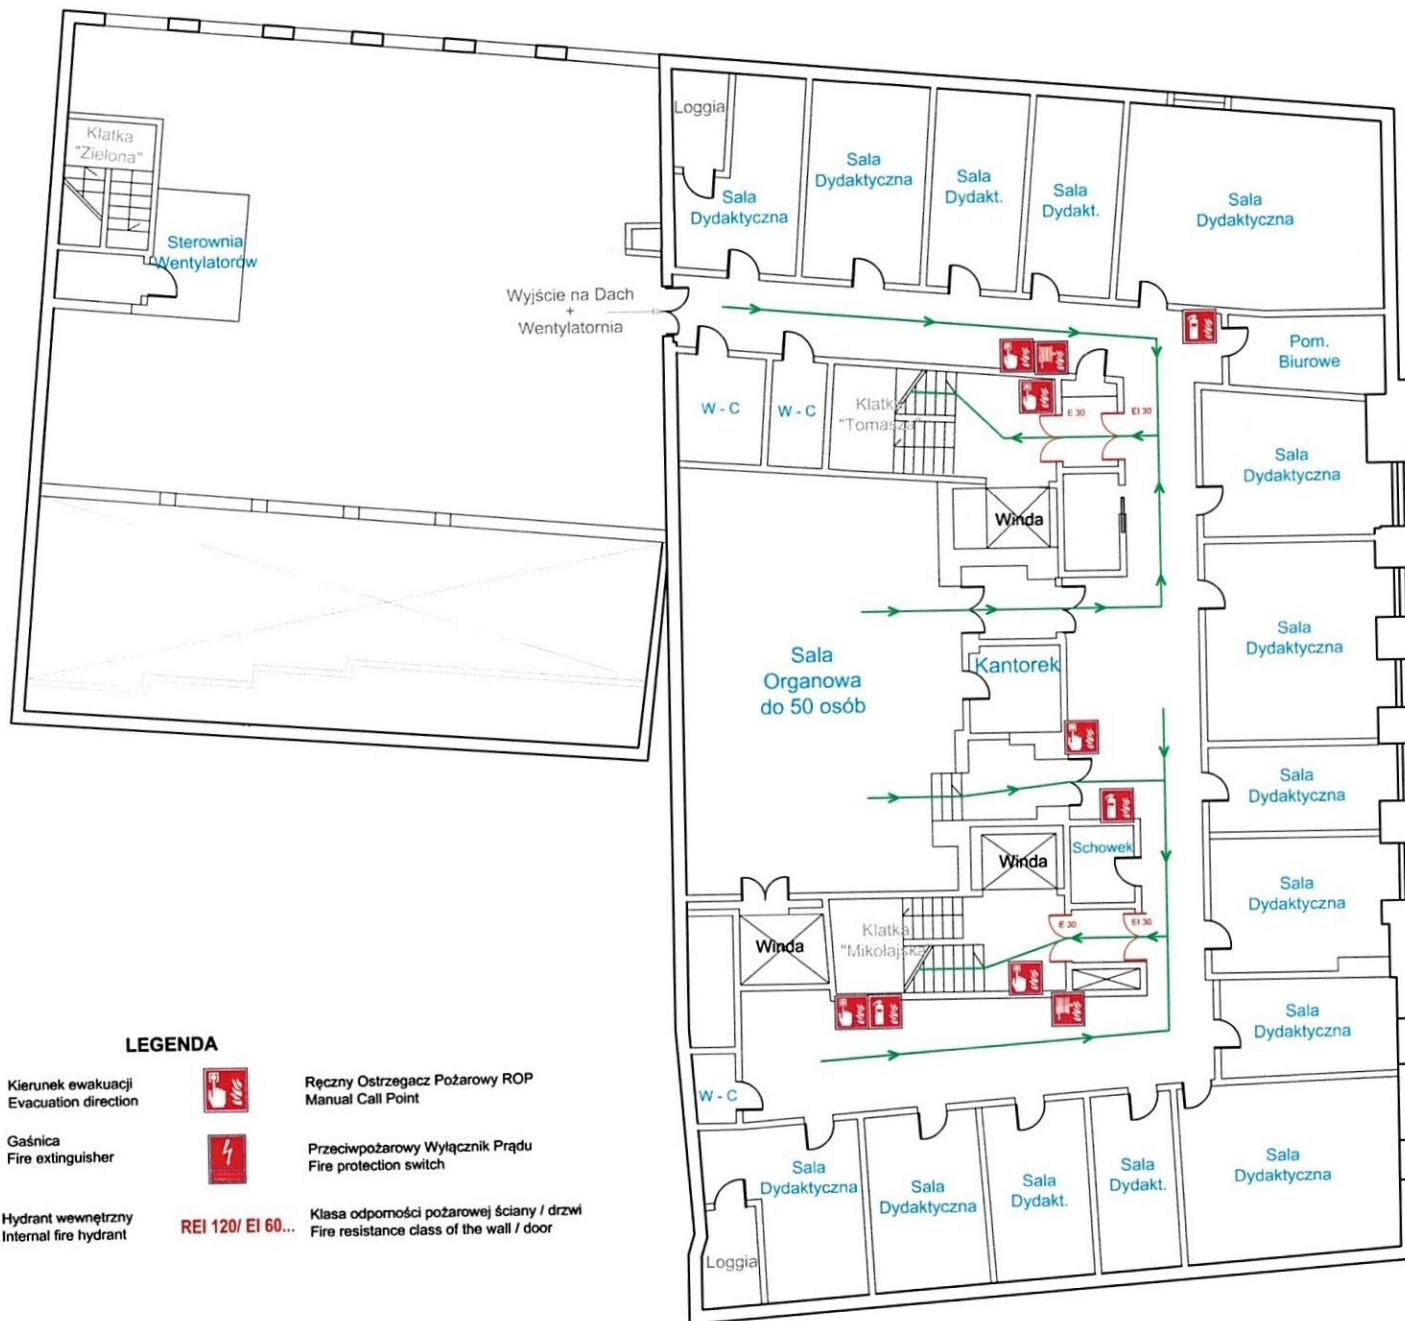 Loggia
Sala
Dydaktyczna
Sala
Dydaktyczna
Sala
Dydakt.
Sala
Dydakt.
Sala
Dydaktyczna
Klatka
"Zielona"
Sterownia
Wentylatorów
Wyjście na Dach
+
Wentylatornia
Pom.
Biurowe
W - C
W - C
Klatka
"Tomasza"
E 30
EI 30
Sala
Dydaktyczna
Winda
Sala
Dydaktyczna
Sala
Organowa
do 50 osób
Kantorek
Sala
Dydaktyczna
Winda
Schowek
Sala
Dydaktyczna
Winda
Klatka
"Mikołajska"
E 30
EI 30
Sala
Dydaktyczna
W - C
Sala
Dydaktyczna
Sala
Dydaktyczna
Sala
Dydakt.
Sala
Dydakt.
Sala
Dydaktyczna
Loggia
LEGENDA
Kierunek ewakuacji
Evacuation direction
Ręczny Ostrzegacz Pożarowy ROP
Manual Call Point
Gaśnica
Fire extinguisher
Przeciwpożarowy Wyłącznik Prądu
Fire protection switch
Hydrant wewnętrzny
Internal fire hydrant
REI 120/ EI 60...
Klasa odporności pożarowej ściany / drzwi
Fire resistance class of the wall / door